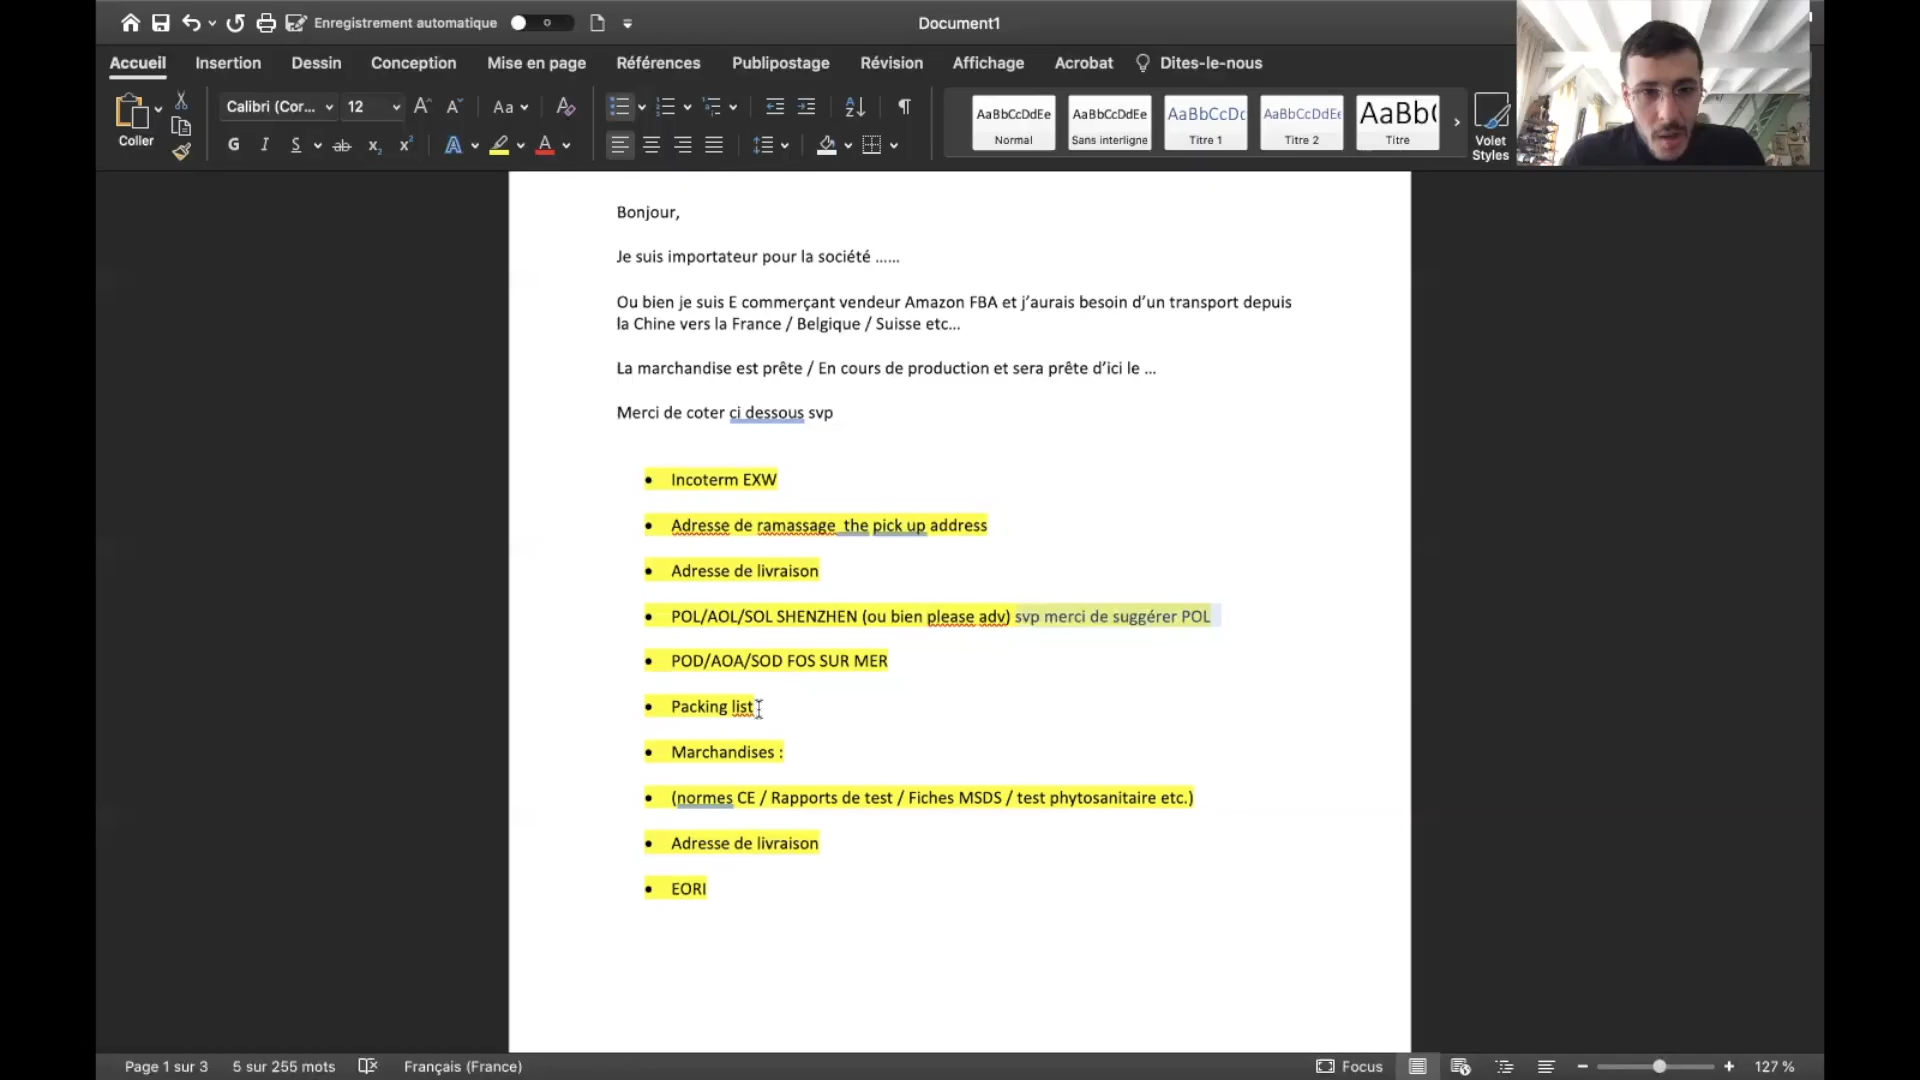 Enregistrement automatique
Document1
Accueil Insertion Dessin Conception Mise en page Références Publipostage Révision Affichage Acrobat Dites-le-nous
Coller
Calibri (Cor... 12
Aa
G I S ab x₂ x² A A
AaBbCcDdEe AaBbCcDdEe AaBbCcDc AaBbCcDdEe AaBb(
Normal Sans interligne Titre 1 Titre 2 Titre
Volet
Styles
Bonjour,
Je suis importateur pour la société ......
Ou bien je suis E commerçant vendeur Amazon FBA et j’aurais besoin d’un transport depuis
la Chine vers la France / Belgique / Suisse etc...
La marchandise est prête / En cours de production et sera prête d’ici le ...
Merci de coter ci dessous svp
• Incoterm EXW
• Adresse de ramassage the pick up address
• Adresse de livraison
• POL/AOL/SOL SHENZHEN (ou bien please adv) svp merci de suggérer POL
• POD/AOA/SOD FOS SUR MER
• Packing list
• Marchandises :
• (normes CE / Rapports de test / Fiches MSDS / test phytosanitaire etc.)
• Adresse de livraison
• EORI
Page 1 sur 3 5 sur 255 mots Français (France) Focus 127 %